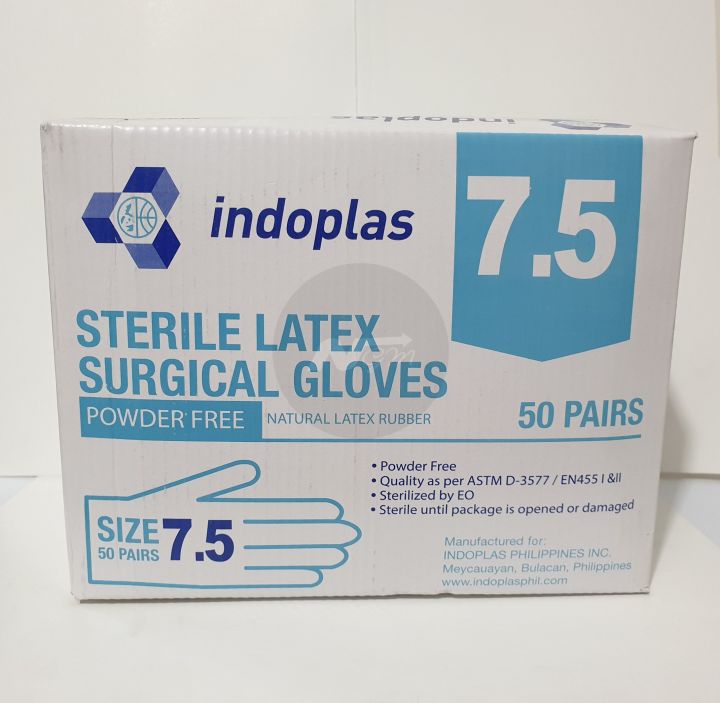 indoplas
indoplas
7.5
STERILE LATEX
SURGICAL GLOVES
POWDER FREE
NATURAL LATEX RUBBER
50 PAIRS
SIZE 7.5
50 PAIRS
• Powder Free
• Quality as per ASTM D-3577 / EN455 I &II
• Sterilized by EO
• Sterile until package is opened or damaged
Manufactured for:
INDOPLAS PHILIPPINES INC.
Meycauayan, Bulacan, Philippines
www.indoplasphil.com